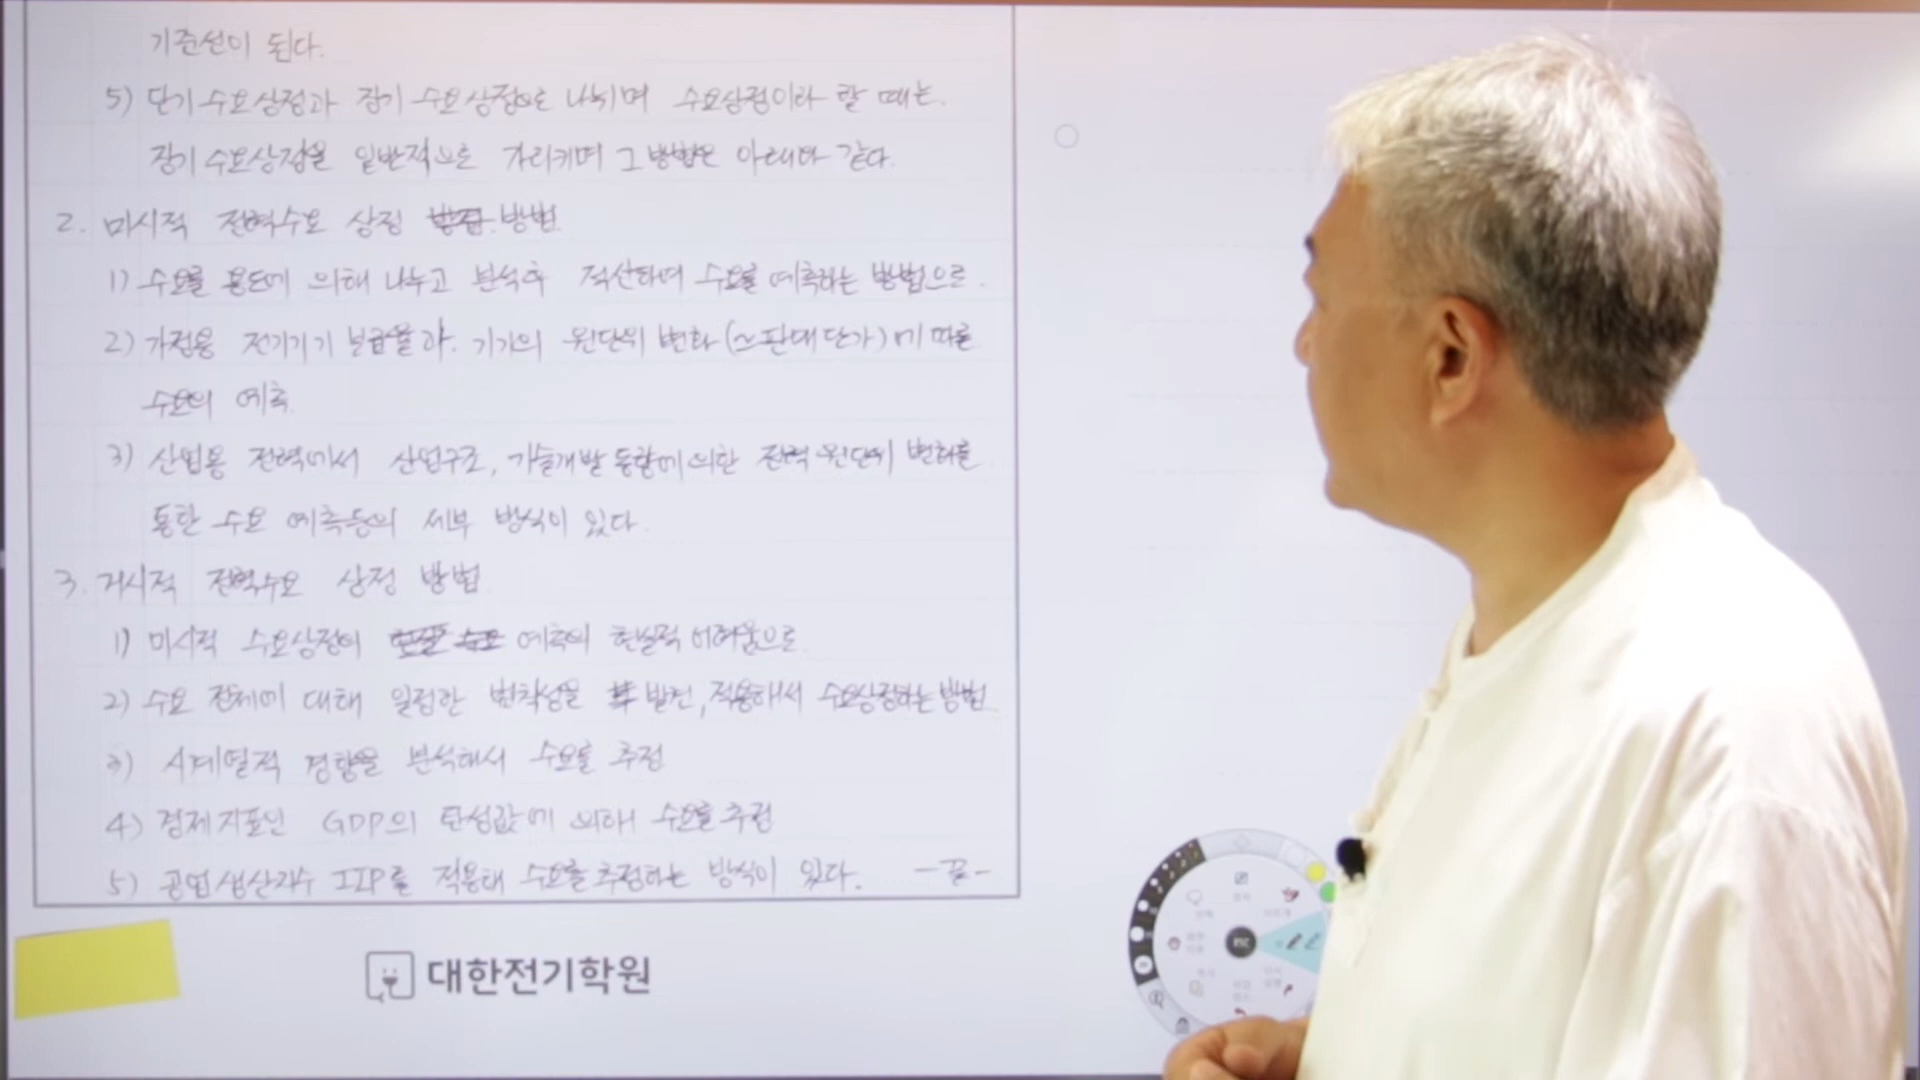 기준선이 된다.
5) 단기 수요상정과 장기 수요상정으로 나뉘며 수요상정이라 할 때는.
장기 수요상정을 일반적으로 가리키며 그 방법은 아래와 같다.
2. 미시적 전력수요 상정 방법
1) 수요를 용도에 의해 나누고 분석후 적산하며 수요를 예측하는 방법으로.
2) 가정용 전기기기 보급율과. 기기의 원단위 변화(≃판매단가)에 따른
수요의 예측.
3) 산업용 전력에서 산업구조, 기술개발 동향에 의한 전력 원단위 변화를
통한 수요 예측등의 세부 방식이 있다.
3. 거시적 전력수요 상정 방법
1) 미시적 수요상정이 예측의 현실적 어려움으로
2) 수요 전체에 대해 일정한 법칙성을 발견, 적용해서 수요상정하는 방법
3) 시계열적 경향을 분석해서 수요를 추정
4) 경제지표인 GDP의 탄성값에 의해 수요를 추정
5) 공업생산지수 IIP를 적용해 수요를 추정하는 방식이 있다. -끝-
대한전기학원